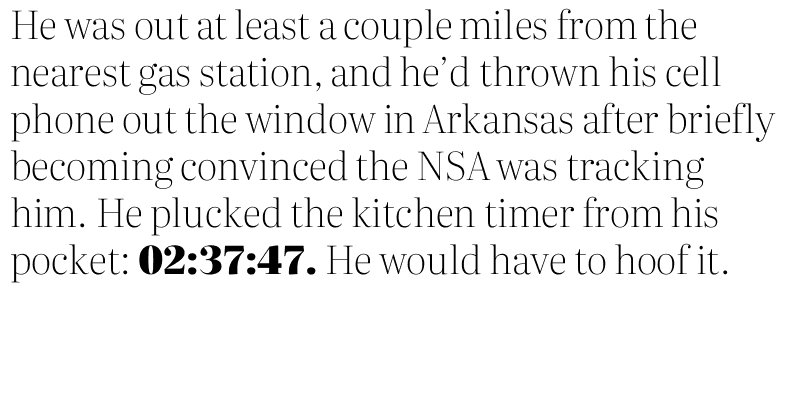 He was out at least a couple miles from the
nearest gas station, and he’d thrown his cell
phone out the window in Arkansas after briefly
becoming convinced the NSA was tracking
him. He plucked the kitchen timer from his
pocket: 02:37:47. He would have to hoof it.